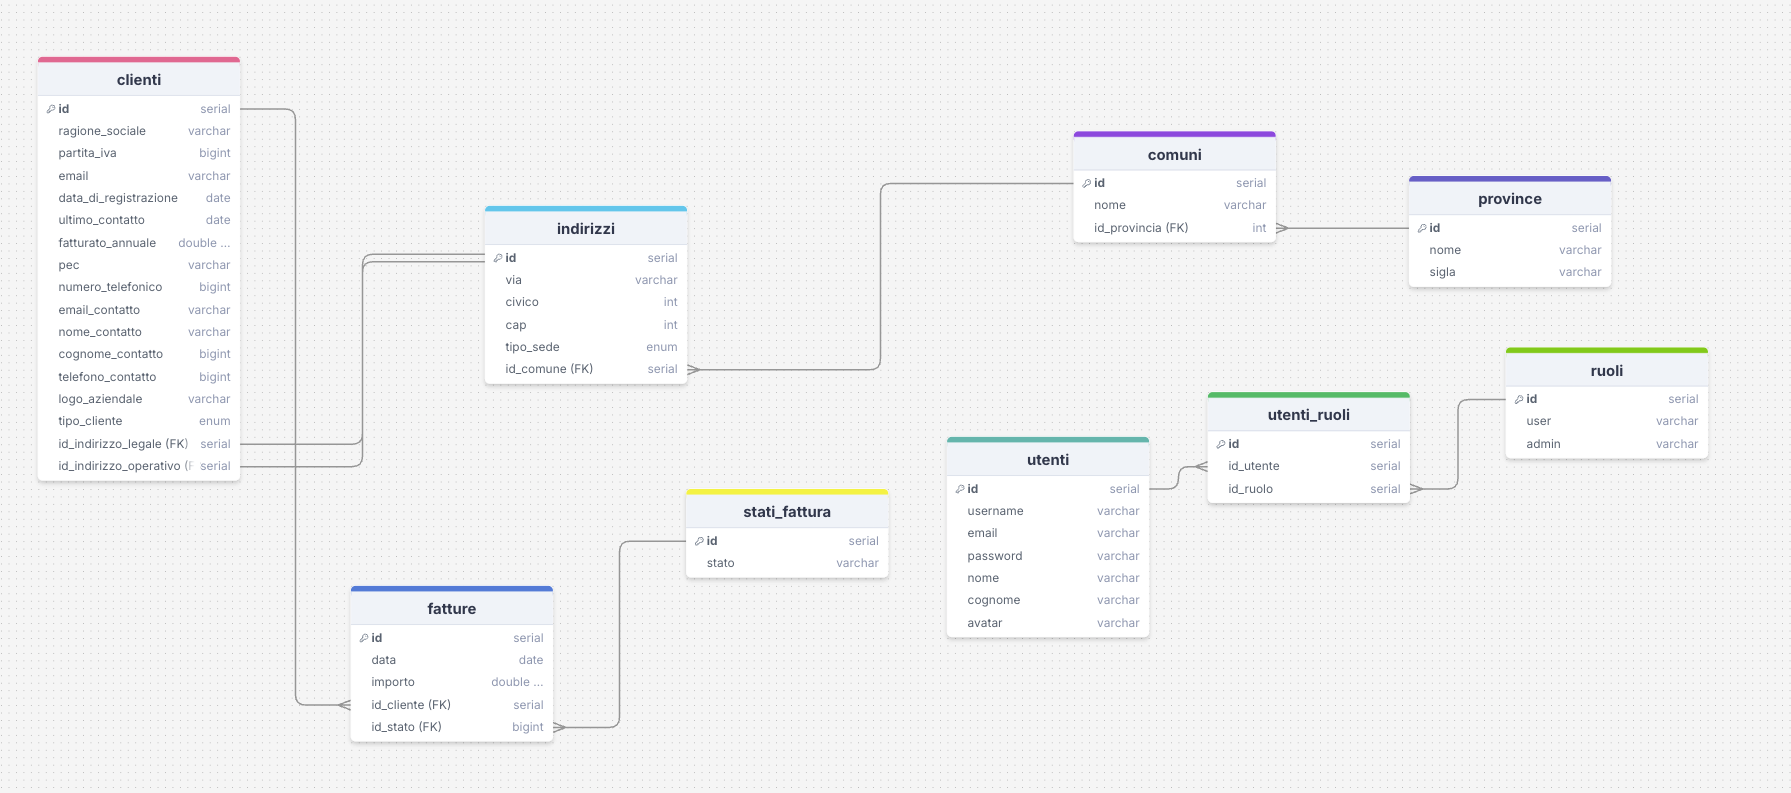 clienti
id serial
ragione_sociale varchar
partita_iva bigint
email varchar
data_di_registrazione date
ultimo_contatto date
fatturato_annuale double ...
pec varchar
numero_telefonico bigint
email_contatto varchar
nome_contatto varchar
cognome_contatto bigint
telefono_contatto bigint
logo_aziendale varchar
tipo_cliente enum
id_indirizzo_legale (FK) serial
id_indirizzo_operativo (F serial
indirizzi
id serial
via varchar
civico int
cap int
tipo_sede enum
id_comune (FK) serial
comuni
id serial
nome varchar
id_provincia (FK) int
province
id serial
nome varchar
sigla varchar
ruoli
id serial
user varchar
admin varchar
utenti_ruoli
id serial
id_utente serial
id_ruolo serial
utenti
id serial
username varchar
email varchar
password varchar
nome varchar
cognome varchar
avatar varchar
stati_fattura
id serial
stato varchar
fatture
id serial
data date
importo double ...
id_cliente (FK) serial
id_stato (FK) bigint